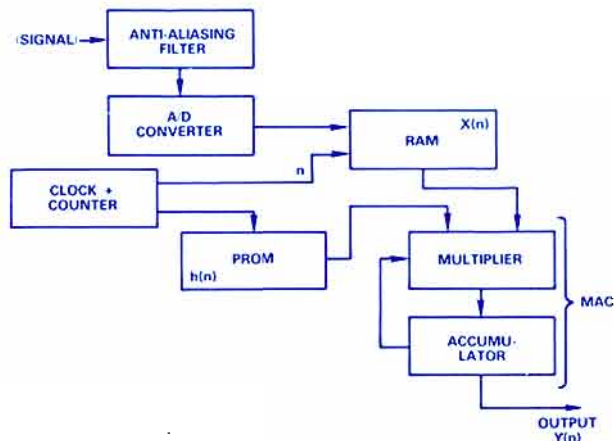 (SIGNAL)
ANTI-ALIASING
FILTER
A/D
CONVERTER
X(n)
RAM
n
CLOCK +
COUNTER
PROM
h(n)
MULTIPLIER
MAC
ACCUMU-
LATOR
OUTPUT
Y(n)